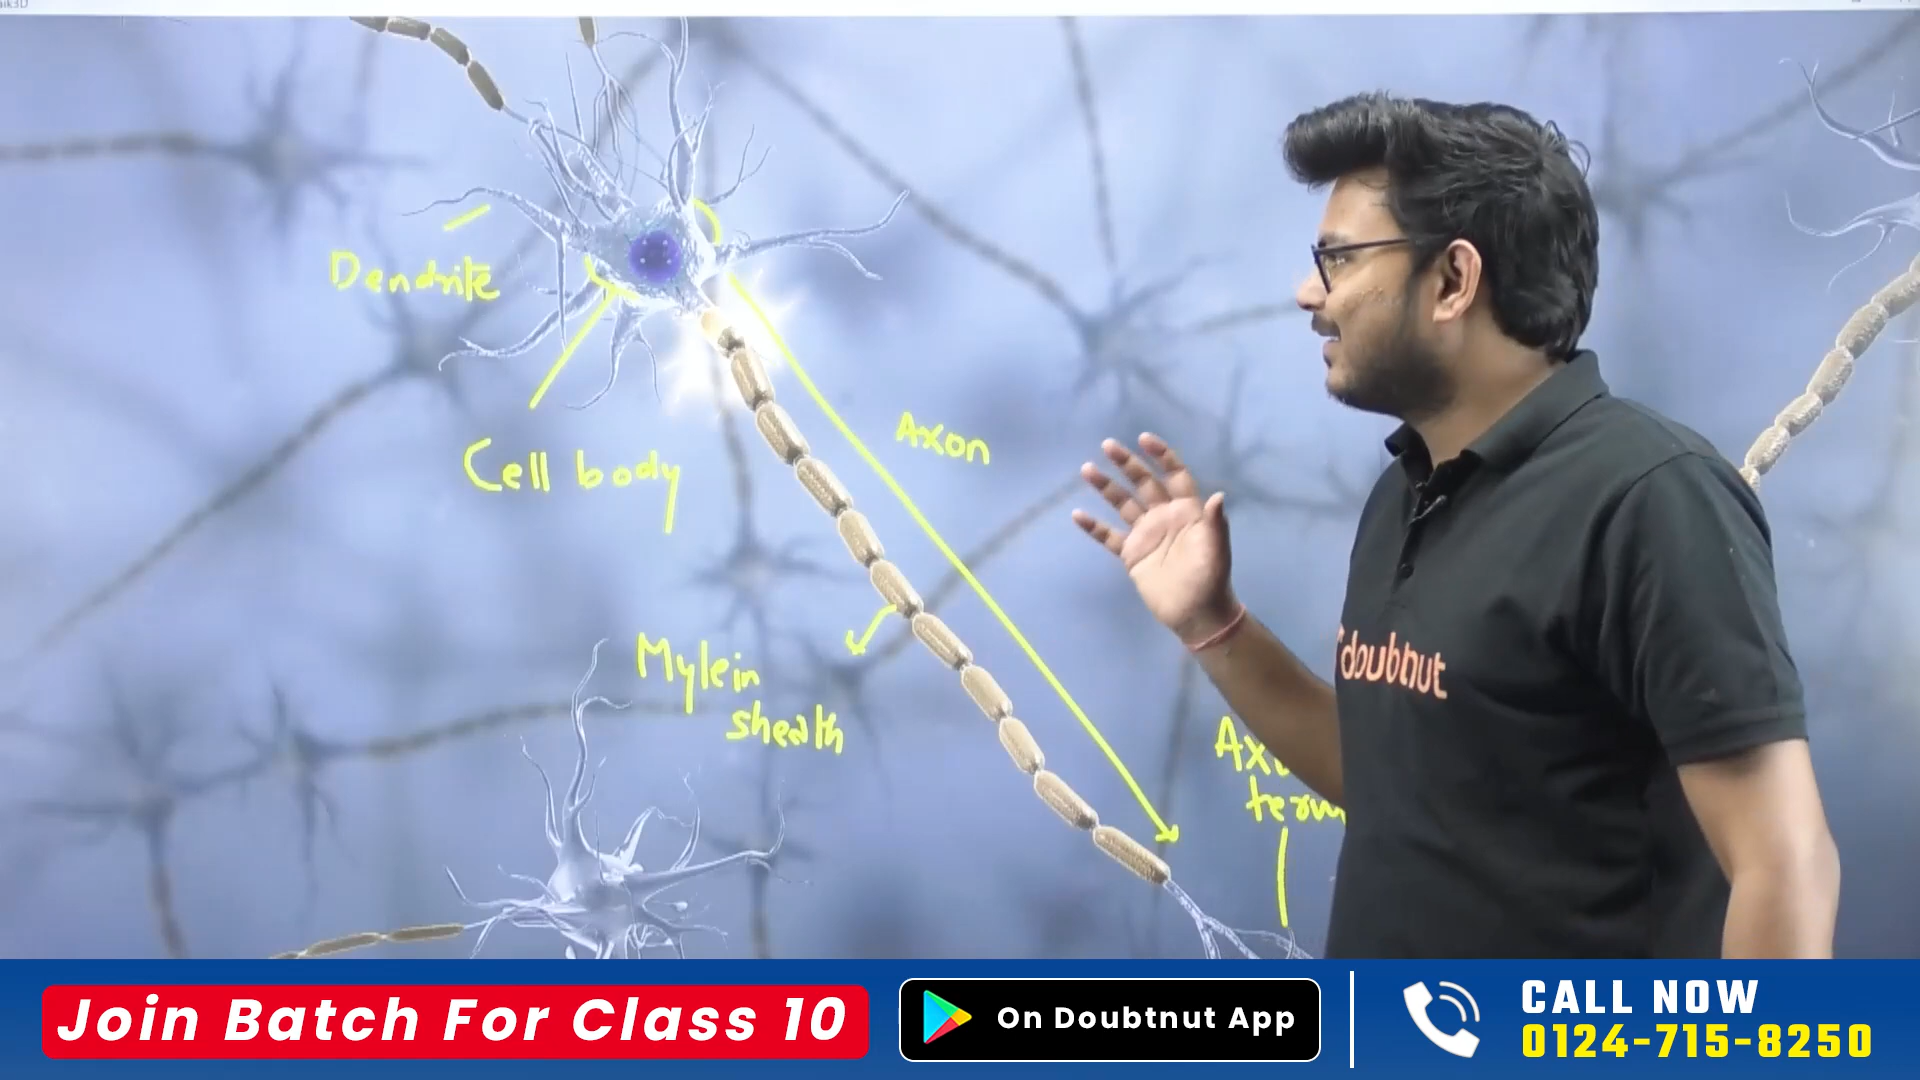 Dendrite
Cell body
Axon
Mylein
sheath
doubtnut
Join Batch For Class 10
On Doubtnut App
CALL NOW
0124-715-8250